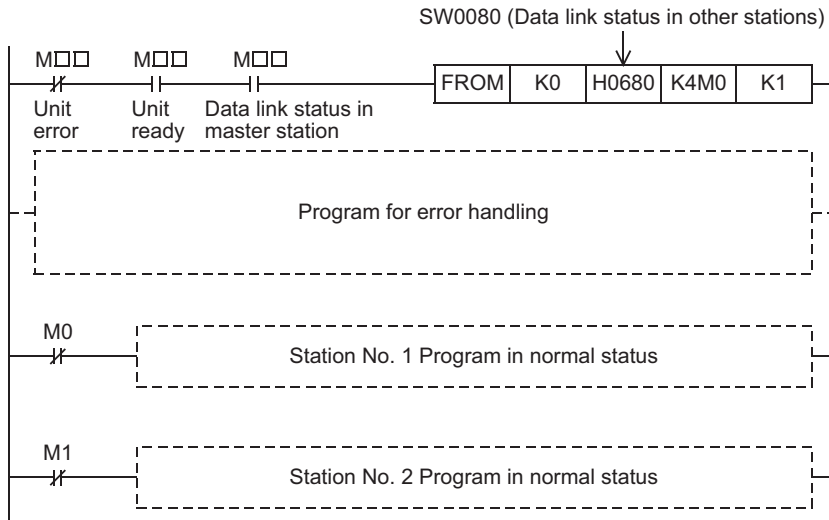 SW0080 (Data link status in other stations)
M□□ M□□ M□□
FROM K0 H0680 K4M0 K1
Unit error
Unit ready
Data link status in master station
Program for error handling
M0
Station No. 1 Program in normal status
M1
Station No. 2 Program in normal status